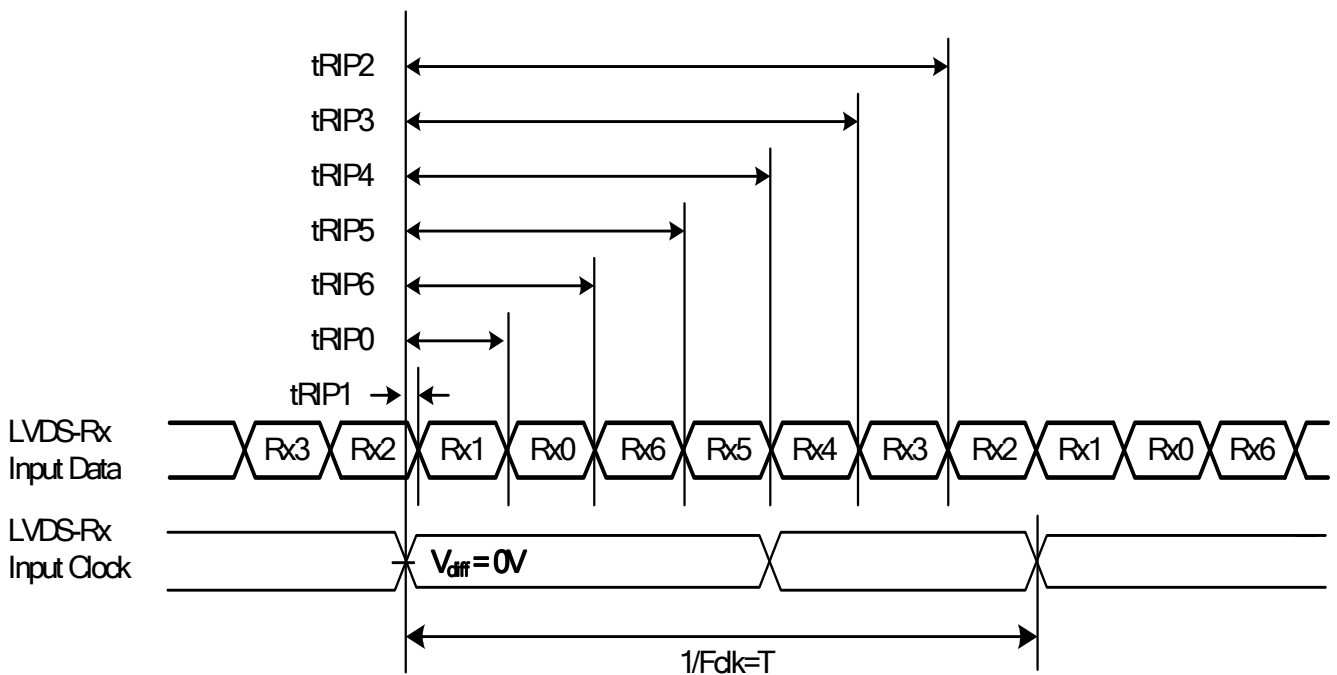 tRIP2
tRIP3
tRIP4
tRIP5
tRIP6
tRIP0
tRIP1
LVDS-Rx
Input Data
Rx3 Rx2 Rx1 Rx0 Rx6 Rx5 Rx4 Rx3 Rx2 Rx1 Rx0 Rx6
LVDS-Rx
Input Clock
Vdiff = 0V
1/Fclk=T